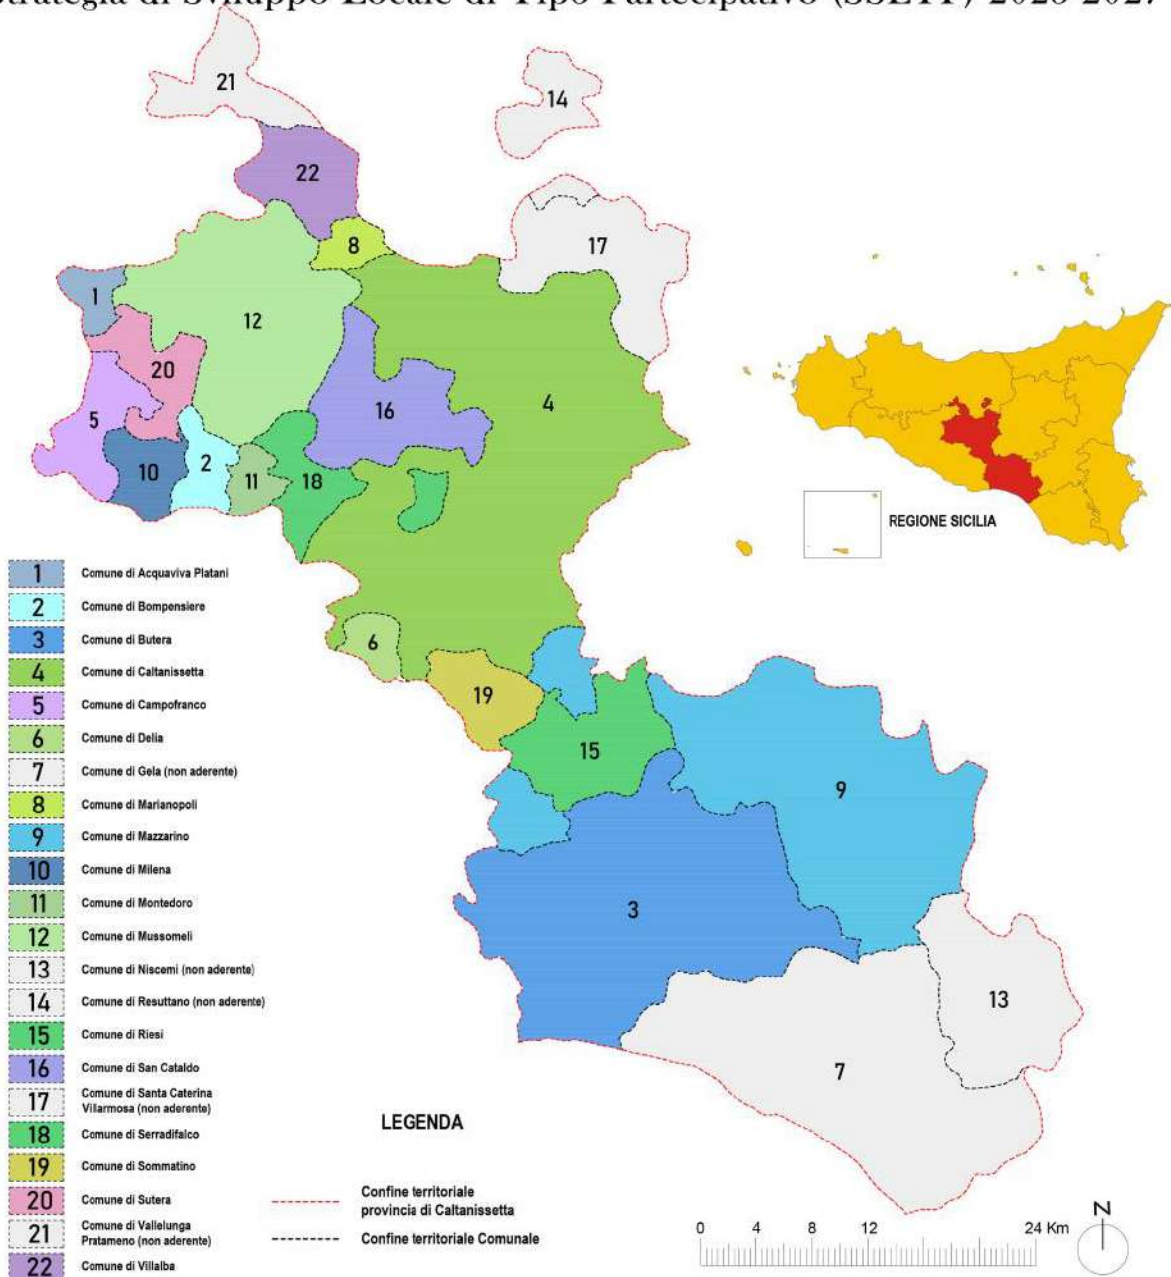 Strategia di Sviluppo Locale di Tipo Partecipativo (SSLTP) 2023-2027
21
14
22
17
8
1
12
20
4
16
5
10
2
11
18
REGIONE SICILIA
6
19
15
9
3
13
7
1 Comune di Acquaviva Platani
2 Comune di Bompensiere
3 Comune di Butera
4 Comune di Caltanissetta
5 Comune di Campofranco
6 Comune di Delia
7 Comune di Gela (non aderente)
8 Comune di Marianopoli
9 Comune di Mazzarino
10 Comune di Milena
11 Comune di Montedoro
12 Comune di Mussomeli
13 Comune di Niscemi (non aderente)
14 Comune di Resuttano (non aderente)
15 Comune di Riesi
16 Comune di San Cataldo
17 Comune di Santa Caterina
Villarmosa (non aderente)
18 Comune di Serradifalco
19 Comune di Sommatino
20 Comune di Sutera
21 Comune di Vallelunga
Pratameno (non aderente)
22 Comune di Villalba
LEGENDA
Confine territoriale
provincia di Caltanissetta
Confine territoriale Comunale
0 4 8 12 24 Km
N